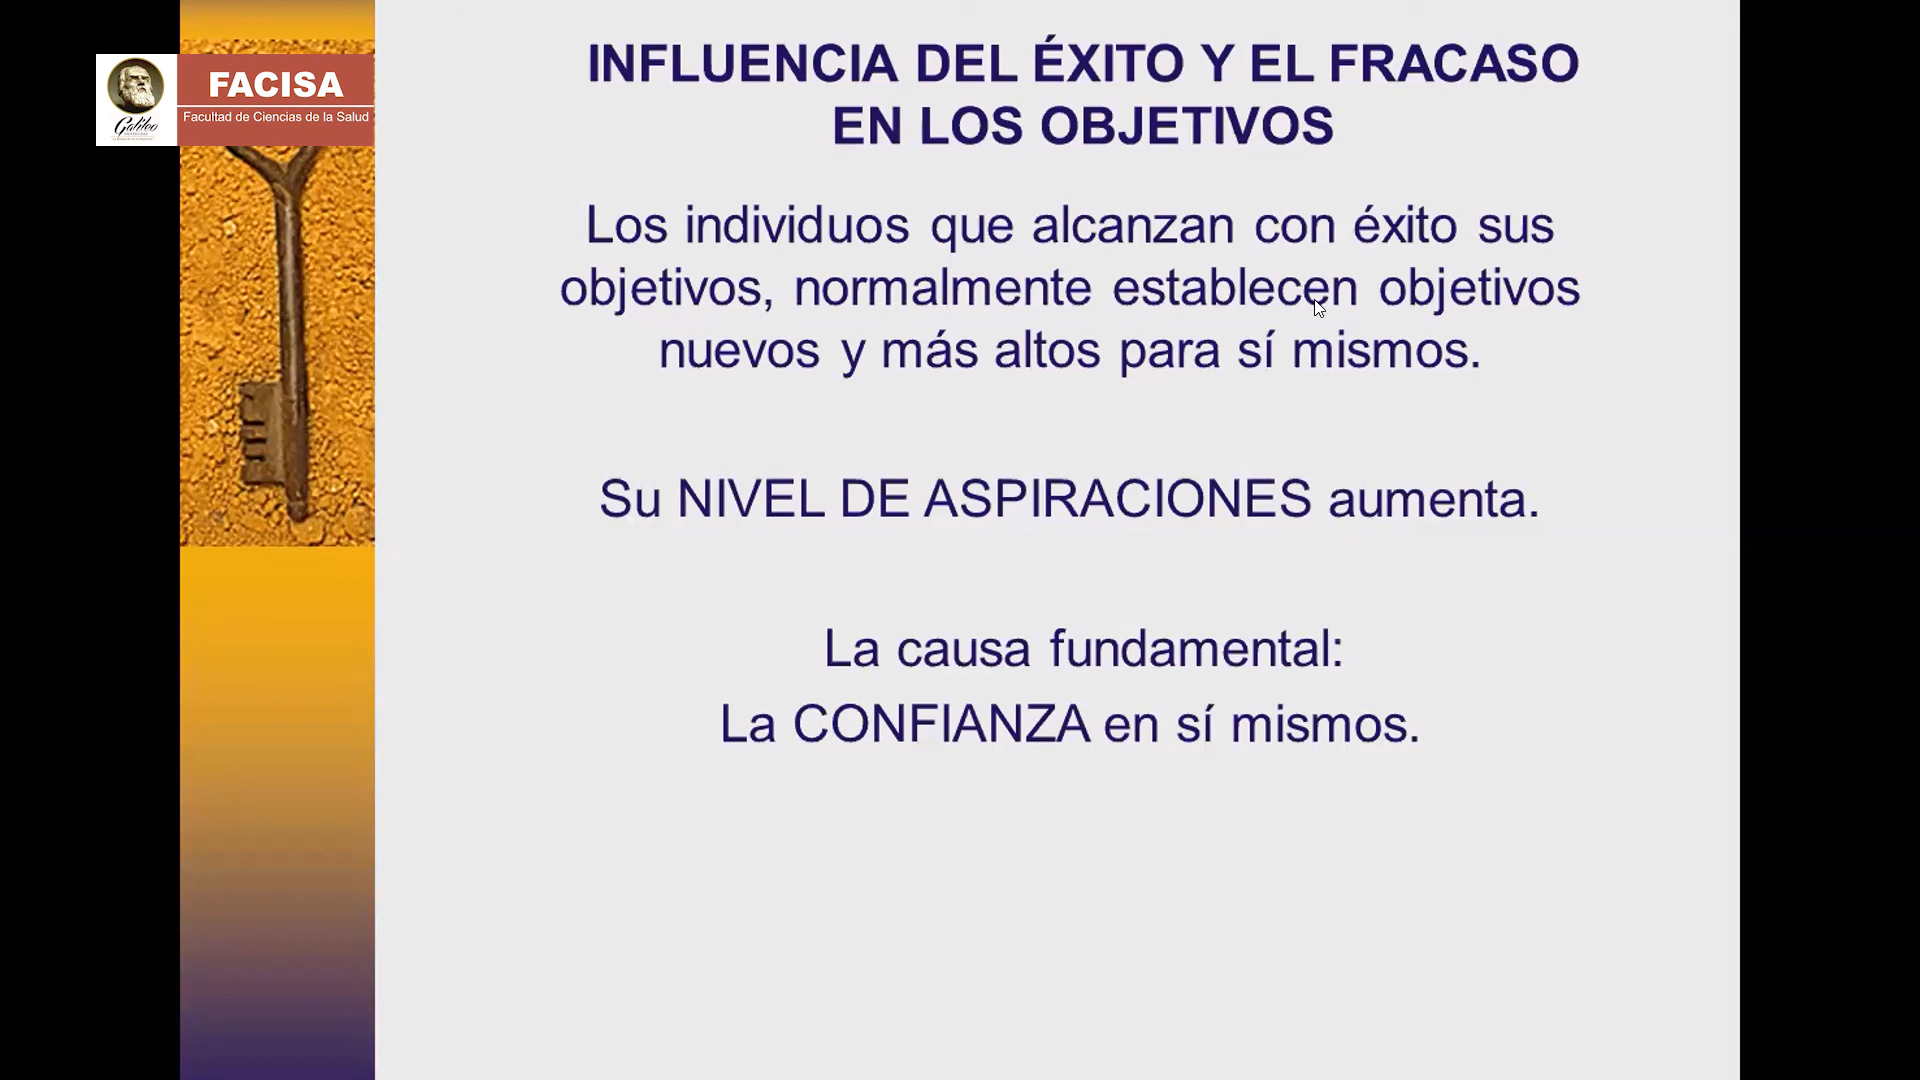 FACISA
Facultad de Ciencias de la Salud
Galileo
INFLUENCIA DEL ÉXITO Y EL FRACASO
EN LOS OBJETIVOS
Los individuos que alcanzan con éxito sus
objetivos, normalmente establecen objetivos
nuevos y más altos para sí mismos.
Su NIVEL DE ASPIRACIONES aumenta.
La causa fundamental:
La CONFIANZA en sí mismos.